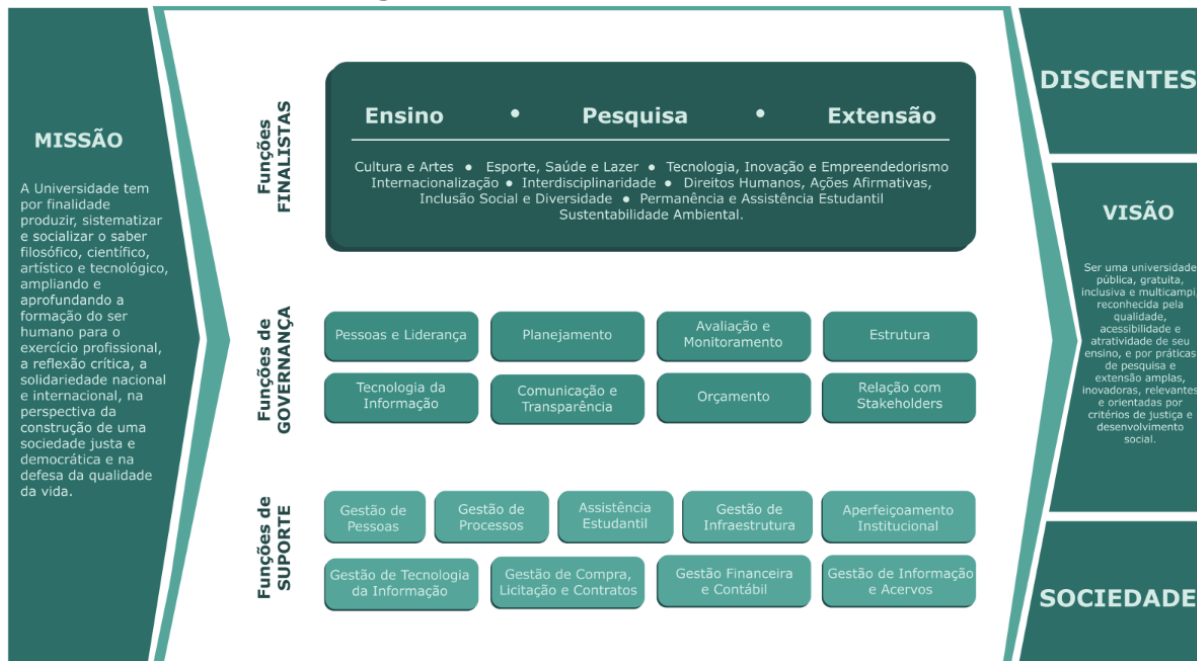 MISSÃO
A Universidade tem
por finalidade
produzir, sistematizar
e socializar o saber
filosófico, científico,
artístico e tecnológico,
ampliando e
aprofundando a
formação do ser
humano para o
exercício profissional,
a reflexão crítica, a
solidariedade nacional
e internacional, na
perspectiva da
construção de uma
sociedade justa e
democrática e na
defesa da qualidade
da vida.
Funções
FINALISTAS
Ensino • Pesquisa • Extensão
Cultura e Artes ● Esporte, Saúde e Lazer ● Tecnologia, Inovação e Empreendedorismo
Internacionalização ● Interdisciplinaridade ● Direitos Humanos, Ações Afirmativas,
Inclusão Social e Diversidade ● Permanência e Assistência Estudantil
Sustentabilidade Ambiental.
Funções de
GOVERNANÇA
Pessoas e Liderança
Planejamento
Avaliação e
Monitoramento
Estrutura
Tecnologia da
Informação
Comunicação e
Transparência
Orçamento
Relação com
Stakeholders
Funções de
SUPORTE
Gestão de
Pessoas
Gestão de
Processos
Assistência
Estudantil
Gestão de
Infraestrutura
Aperfeiçoamento
Institucional
Gestão de Tecnologia
da Informação
Gestão de Compra,
Licitação e Contratos
Gestão Financeira
e Contábil
Gestão de Informação
e Acervos
DISCENTES
VISÃO
Ser uma universidade
pública, gratuita,
inclusiva e multicampi
reconhecida pela
qualidade,
acessibilidade e
atratividade de seu
ensino, e por práticas
de pesquisa e
extensão amplas,
inovadoras, relevantes
e orientadas por
critérios de justiça e
desenvolvimento
social.
SOCIEDADE